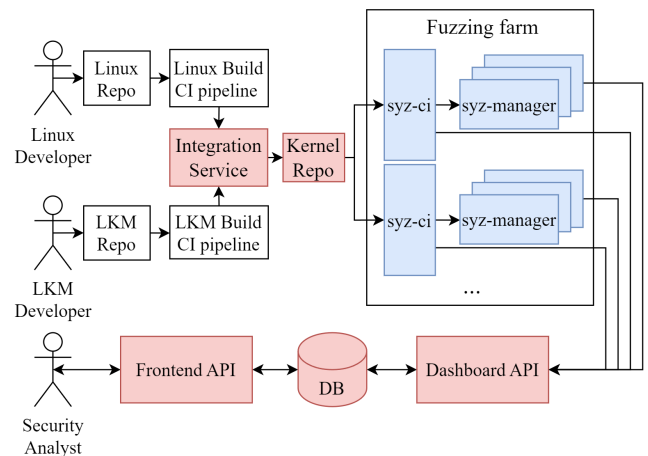 Fuzzing farm
Linux
Repo
Linux Build
CI pipeline
Linux
Developer
syz-ci
syz-manager
Integration
Service
Kernel
Repo
LKM
Repo
LKM Build
CI pipeline
LKM
Developer
syz-ci
syz-manager
...
Frontend API
DB
Dashboard API
Security
Analyst